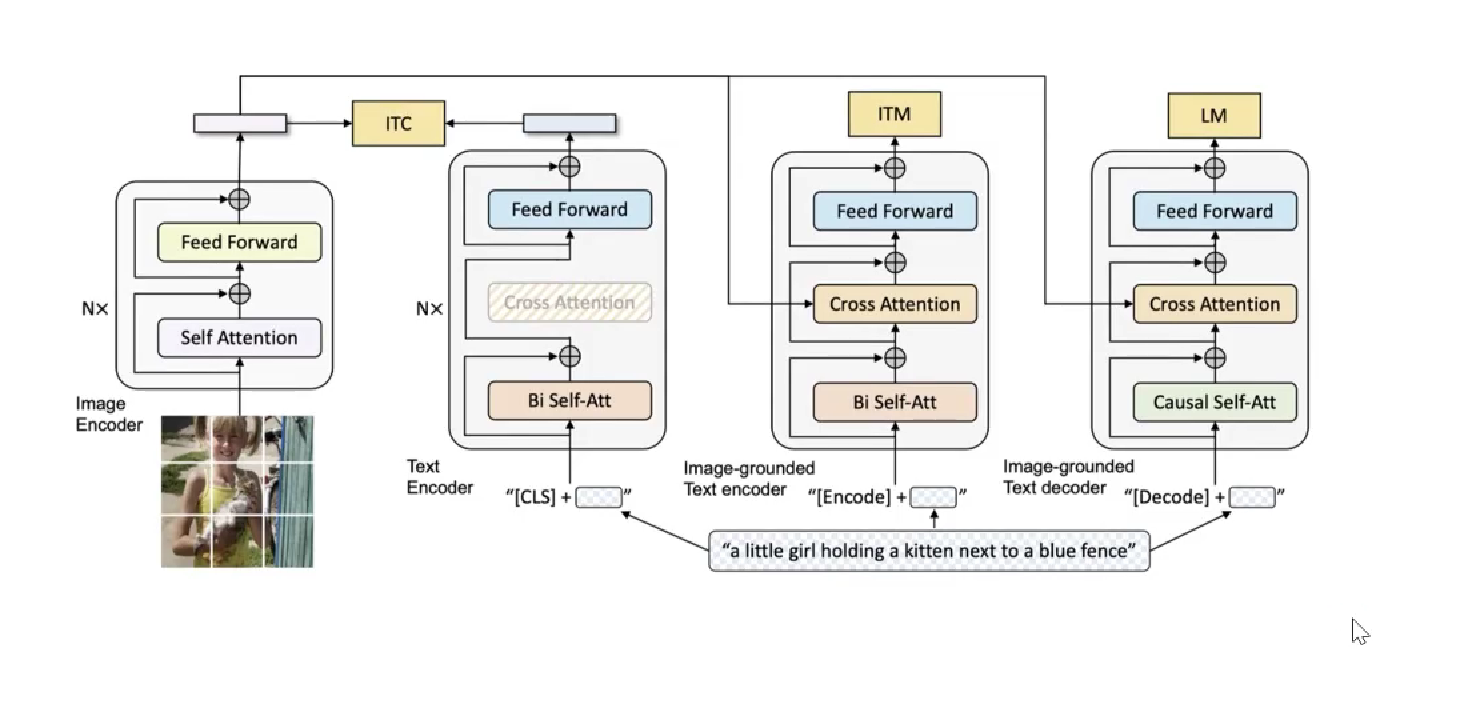 ITC
ITM
LM
Feed Forward
Feed Forward
Feed Forward
Feed Forward
N×
Self Attention
N×
Cross Attention
Cross Attention
Cross Attention
Bi Self-Att
Bi Self-Att
Causal Self-Att
Image
Encoder
Text
Encoder
Image-grounded
Text encoder
Image-grounded
Text decoder
“[CLS] + ”
“[Encode] + ”
“[Decode] + ”
“a little girl holding a kitten next to a blue fence”